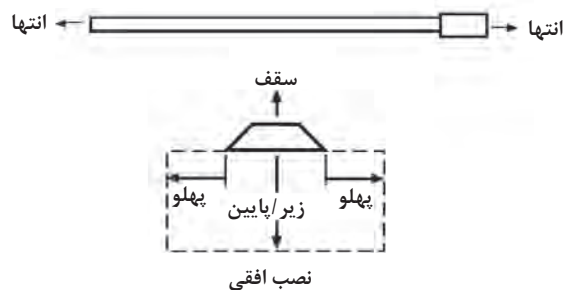 انتها انتها
سقف
پهلو پهلو
زیر/پایین
نصب افقی